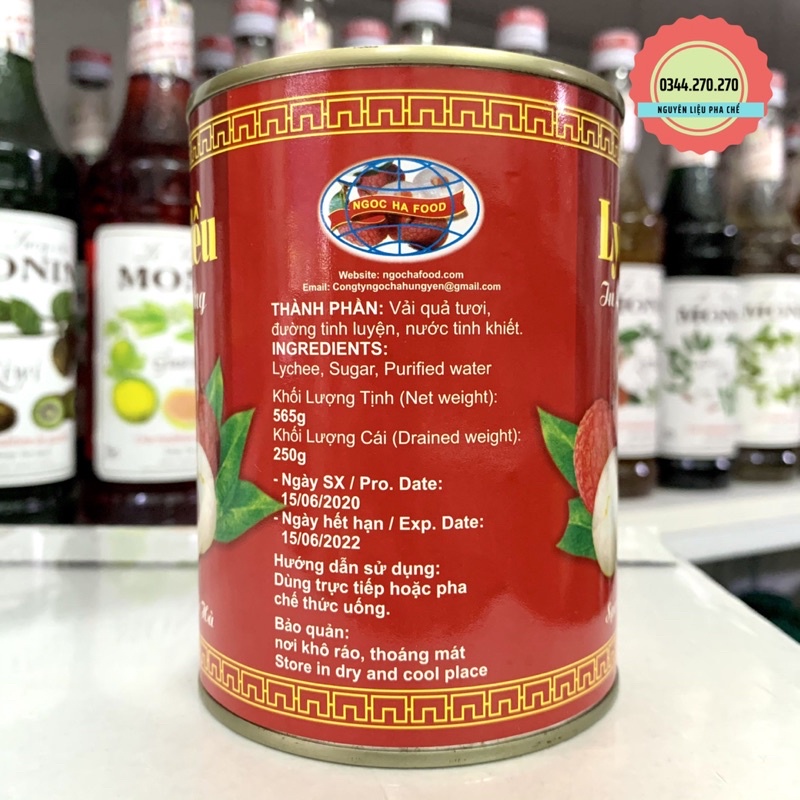 0344.270.270
NGUYÊN LIỆU PHA CHẾ
NGOC HA FOOD
Website: ngochafood.com
Email: Congtyngochahungyen@gmail.com
THÀNH PHẦN: Vải quả tươi,
đường tinh luyện, nước tinh khiết.
INGREDIENTS:
Lychee, Sugar, Purified water
Khối Lượng Tịnh (Net weight):
565g
Khối Lượng Cái (Drained weight):
250g
- Ngày SX / Pro. Date:
15/06/2020
- Ngày hết hạn / Exp. Date:
15/06/2022
Hướng dẫn sử dụng:
Dùng trực tiếp hoặc pha
chế thức uống.
Bảo quản:
nơi khô ráo, thoáng mát
Store in dry and cool place
Hà
MONIN